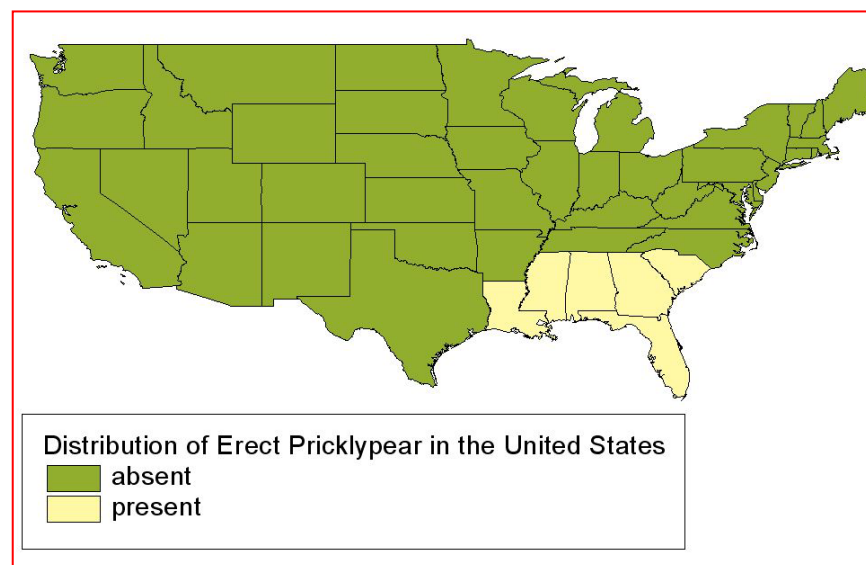 Distribution of Erect Pricklypear in the United States
absent
present